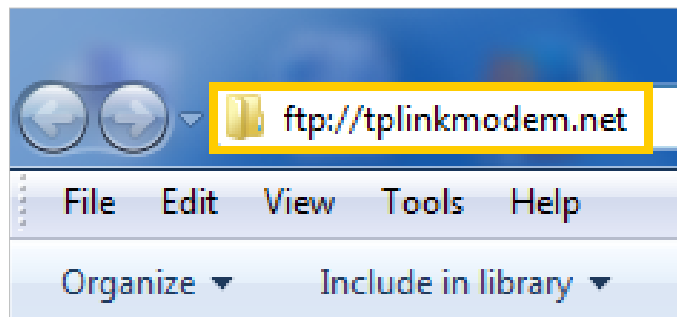 ftp://tplinkmodem.net
File Edit View Tools Help
Organize Include in library